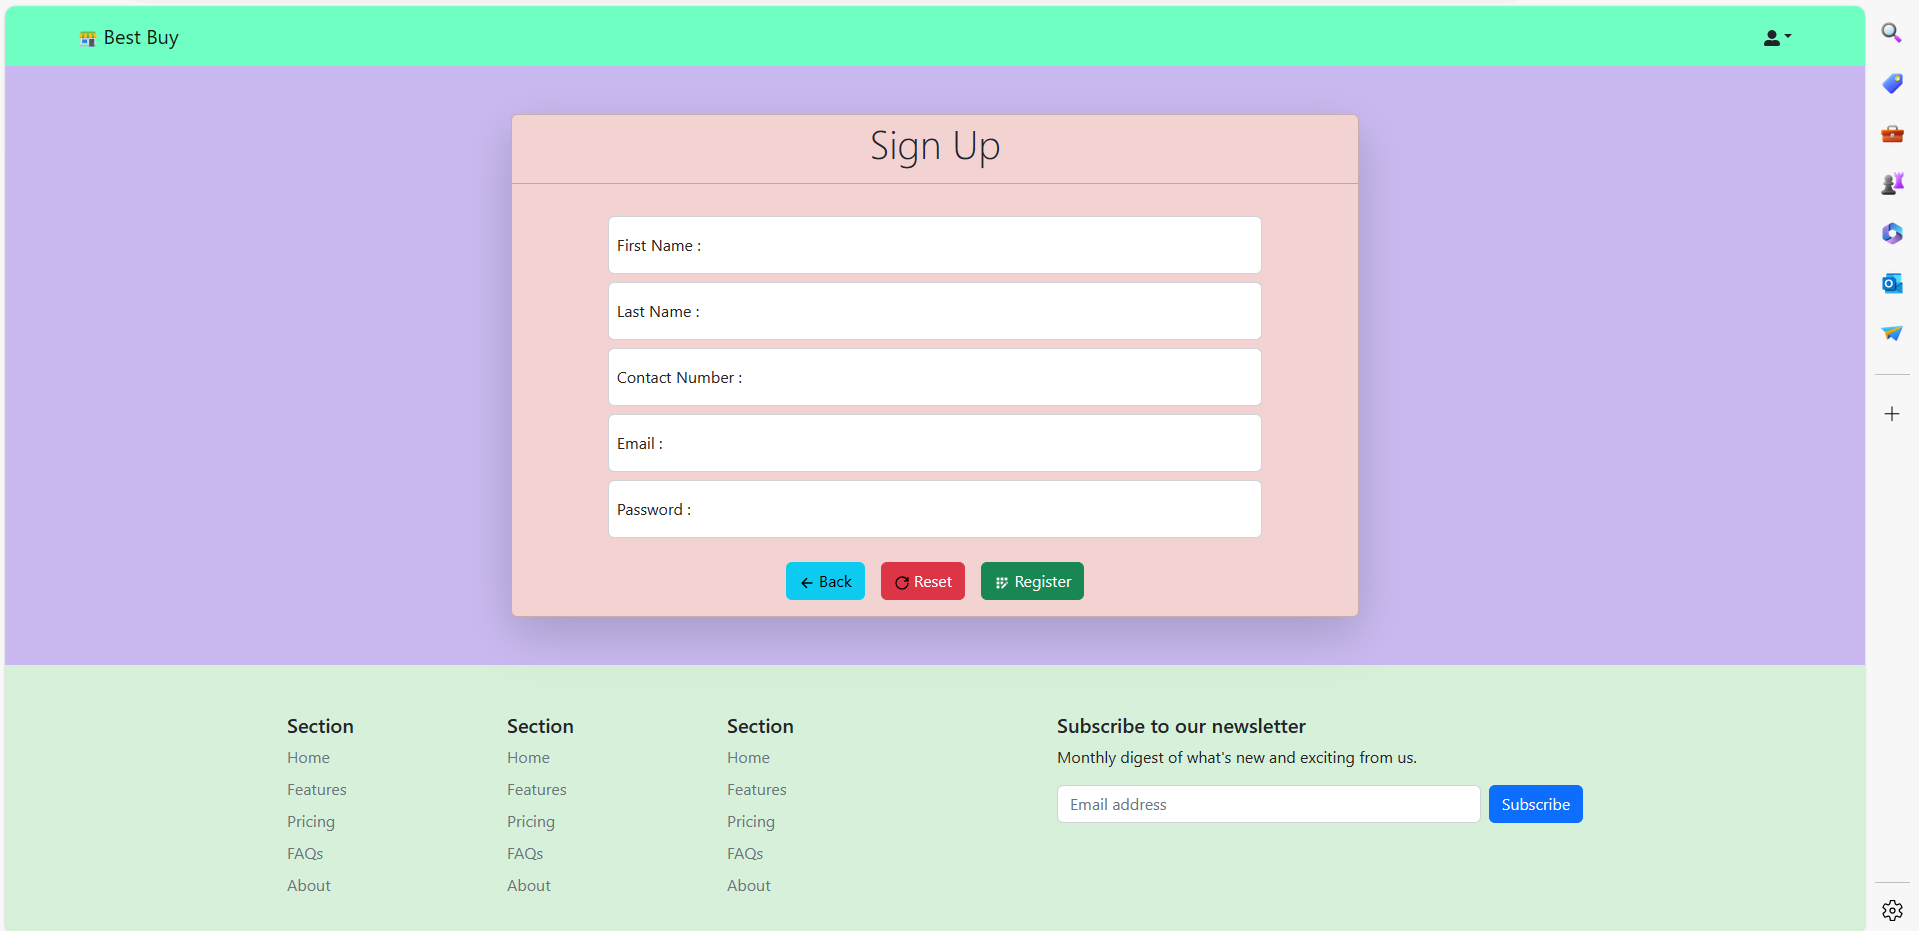 Best Buy
Sign Up
First Name :
Last Name :
Contact Number :
Email :
Password :
Back Reset Register
Section
Home
Features
Pricing
FAQs
About
Section
Home
Features
Pricing
FAQs
About
Section
Home
Features
Pricing
FAQs
About
Subscribe to our newsletter
Monthly digest of what's new and exciting from us.
Email address Subscribe